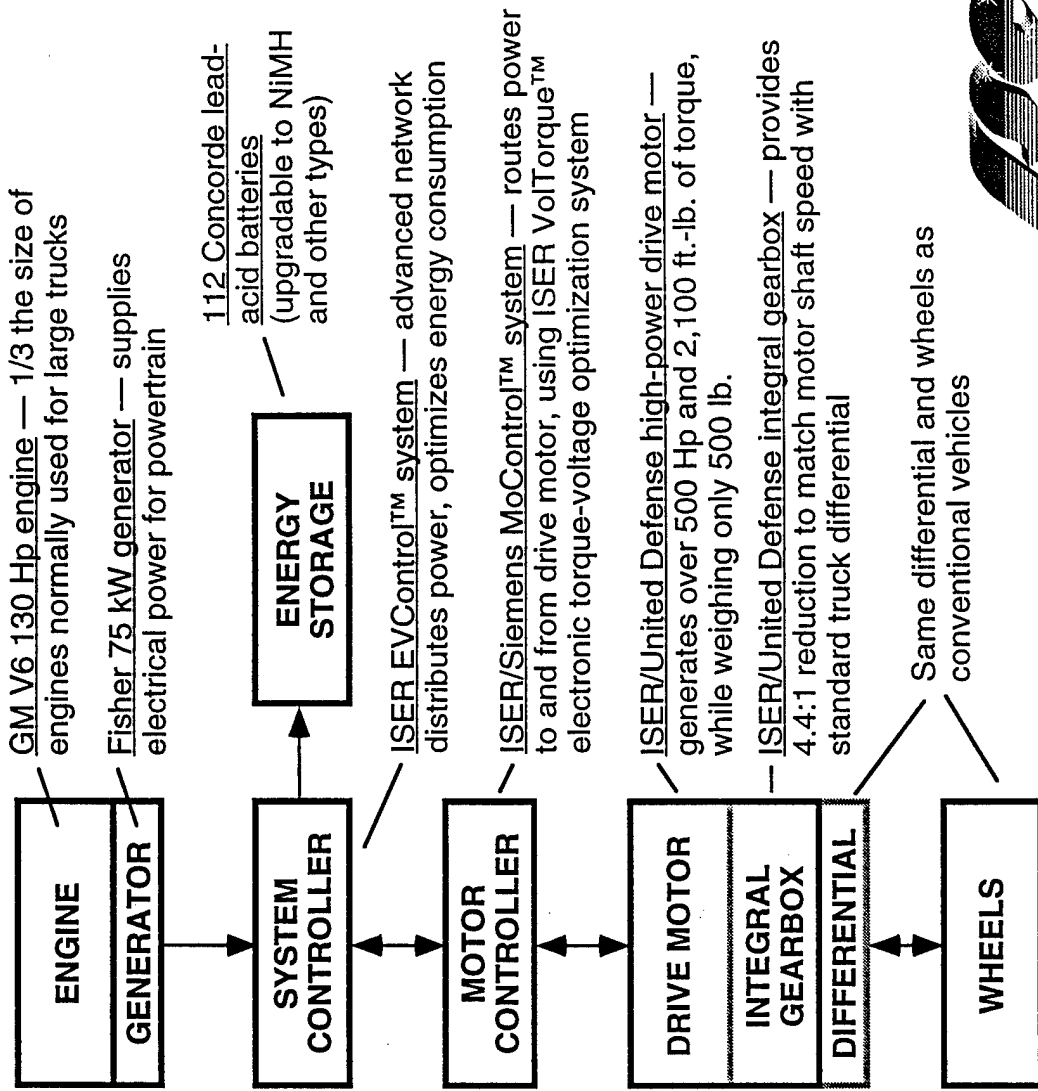 ENGINE
GENERATOR
SYSTEM
CONTROLLER
ENERGY
STORAGE
MOTOR
CONTROLLER
DRIVE MOTOR
INTEGRAL
GEARBOX
DIFFERENTIAL
WHEELS
GM V6 130 Hp engine — 1/3 the size of
engines normally used for large trucks
Fisher 75 kW generator — supplies
electrical power for powertrain
112 Concorde lead-
acid batteries
(upgradable to NiMH
and other types)
ISER EVControl™ system — advanced network
distributes power, optimizes energy consumption
ISER/Siemens MoControl™ system — routes power
to and from drive motor, using ISER VolTorque™
electronic torque-voltage optimization system
ISER/United Defense high-power drive motor —
generates over 500 Hp and 2,100 ft.-lb. of torque,
while weighing only 500 lb.
ISER/United Defense integral gearbox — provides
4.4:1 reduction to match motor shaft speed with
standard truck differential
Same differential and wheels as
conventional vehicles